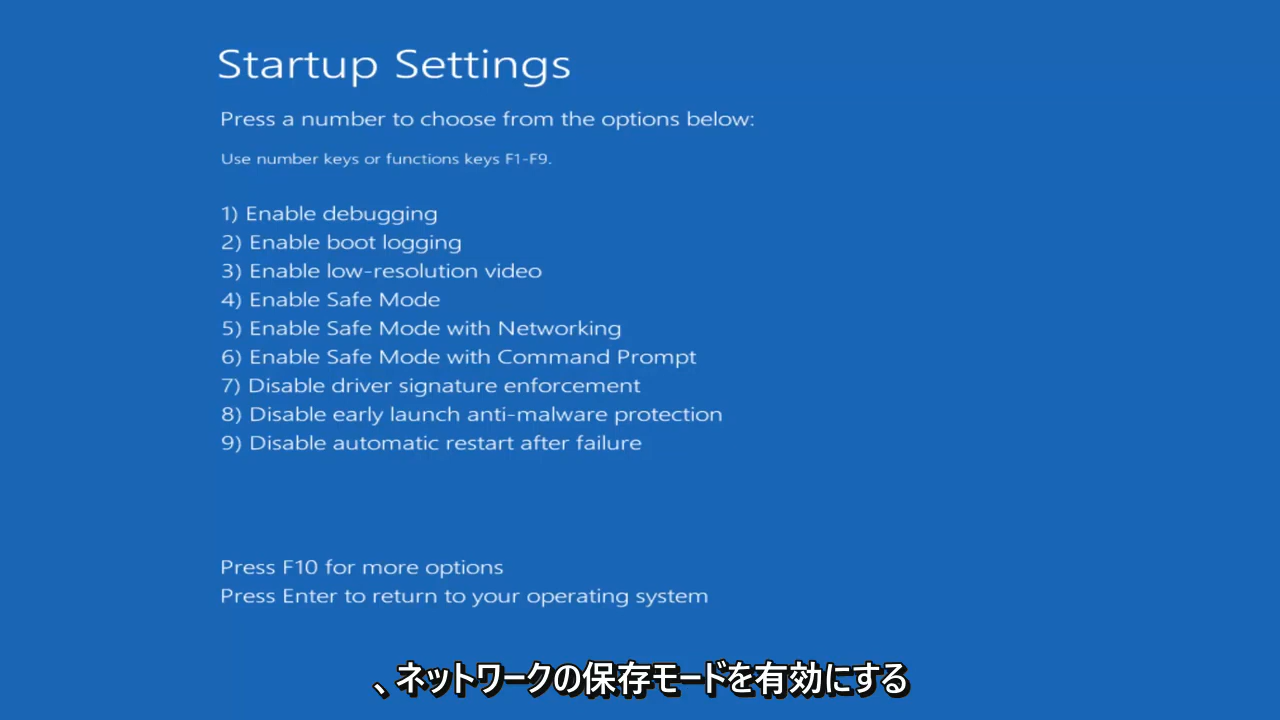 Startup Settings
Press a number to choose from the options below:
Use number keys or functions keys F1-F9.
1) Enable debugging
2) Enable boot logging
3) Enable low-resolution video
4) Enable Safe Mode
5) Enable Safe Mode with Networking
6) Enable Safe Mode with Command Prompt
7) Disable driver signature enforcement
8) Disable early launch anti-malware protection
9) Disable automatic restart after failure
Press F10 for more options
Press Enter to return to your operating system
、ネットワークの保存モードを有効にする